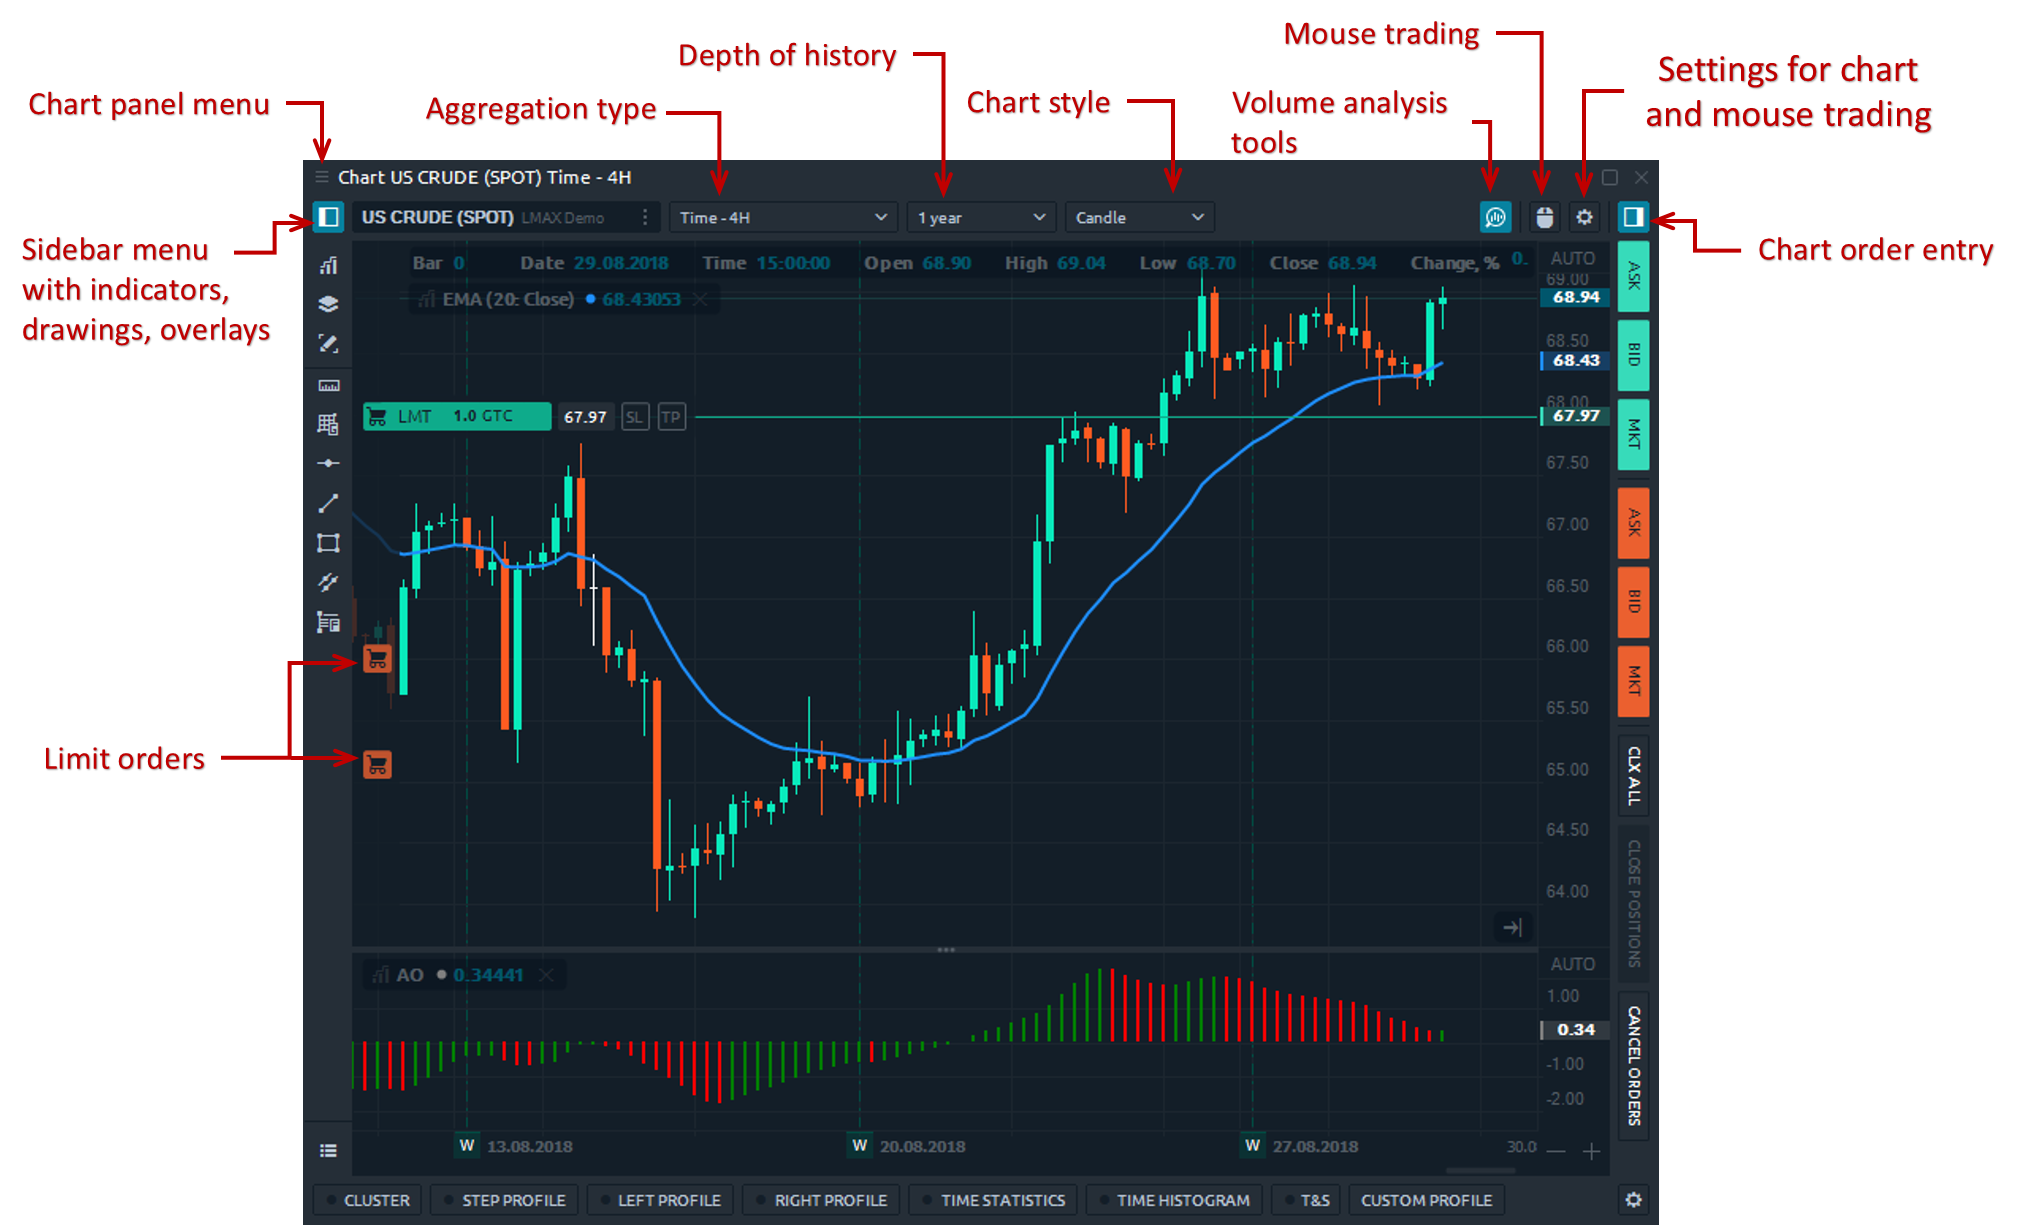 Mouse trading
Depth of history
Settings for chart
and mouse trading
Chart panel menu
Aggregation type
Chart style
Volume analysis
tools
Chart US CRUDE (SPOT) Time - 4H
US CRUDE (SPOT) LMAX Demo
Time - 4H
1 year
Candle
Sidebar menu
with indicators,
drawings, overlays
Chart order entry
Bar 0 Date 29.08.2018 Time 15:00:00 Open 68.90 High 69.04 Low 68.70 Close 68.94 Change, % 0.
AUTO
69.00
68.94
EMA (20: Close) 68.43053
68.50
68.43
68.00
LMT 1.0 GTC 67.97 SL TP
67.97
67.50
67.00
66.50
66.00
65.50
65.00
64.50
64.00
ASK
BID
MKT
ASK
BID
MKT
CLX ALL
CLOSE POSITIONS
CANCEL ORDERS
Limit orders
AO 0.34441
AUTO
1.00
0.34
-1.00
-2.00
W 13.08.2018
W 20.08.2018
W 27.08.2018
30.0
CLUSTER
STEP PROFILE
LEFT PROFILE
RIGHT PROFILE
TIME STATISTICS
TIME HISTOGRAM
T&S
CUSTOM PROFILE